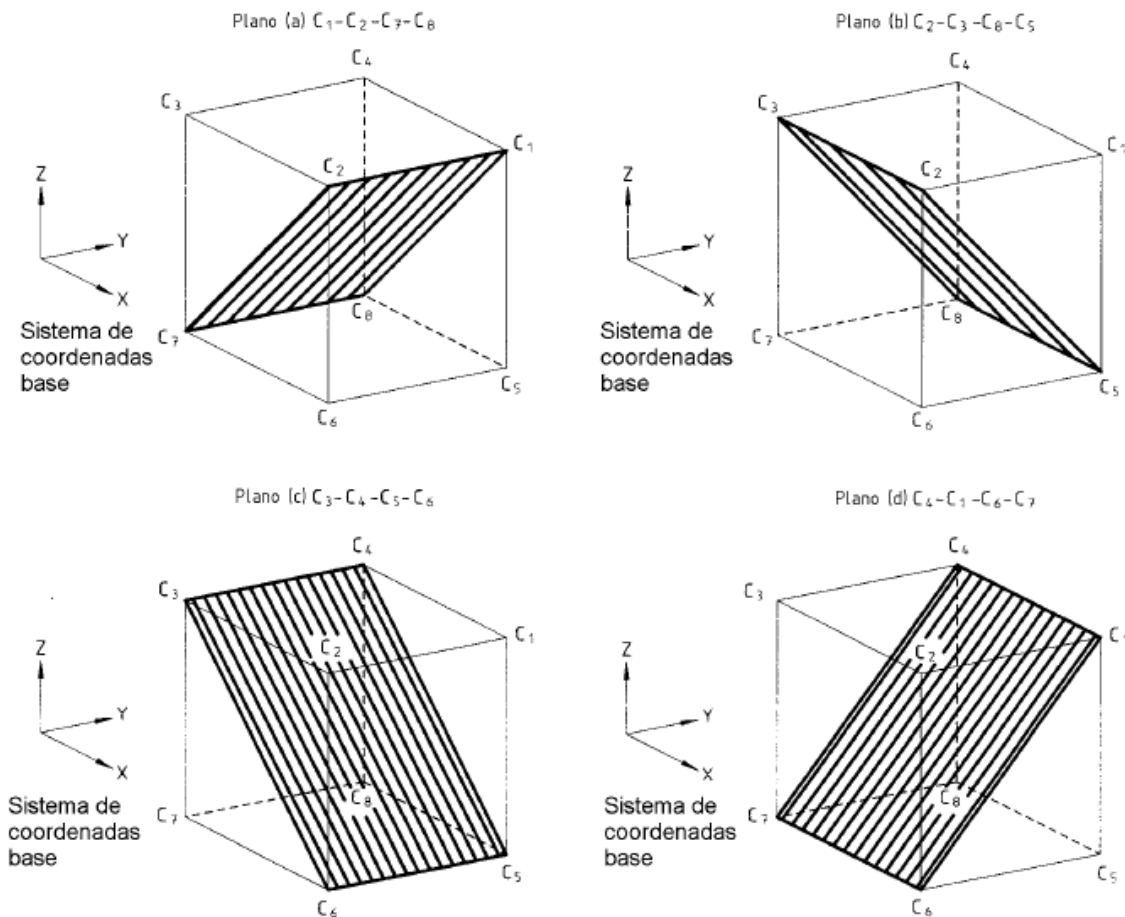 Plano (a) C₁-C₂-C₇-C₈
C₄
C₃
C₁
C₂
Z
Y
X
C₈
C₇
Sistema de
coordenadas
base
C₅
C₆
Plano (b) C₂-C₃-C₈-C₅
C₄
C₃
C₁
C₂
Z
Y
X
C₈
C₇
Sistema de
coordenadas
base
C₅
C₆
Plano (c) C₃-C₄-C₅-C₆
C₄
C₃
C₁
C₂
Z
Y
X
C₈
C₇
Sistema de
coordenadas
base
C₅
C₆
Plano (d) C₄-C₁-C₆-C₇
C₄
C₃
C₂
Z
Y
X
C₈
C₇
Sistema de
coordenadas
base
C₅
C₆